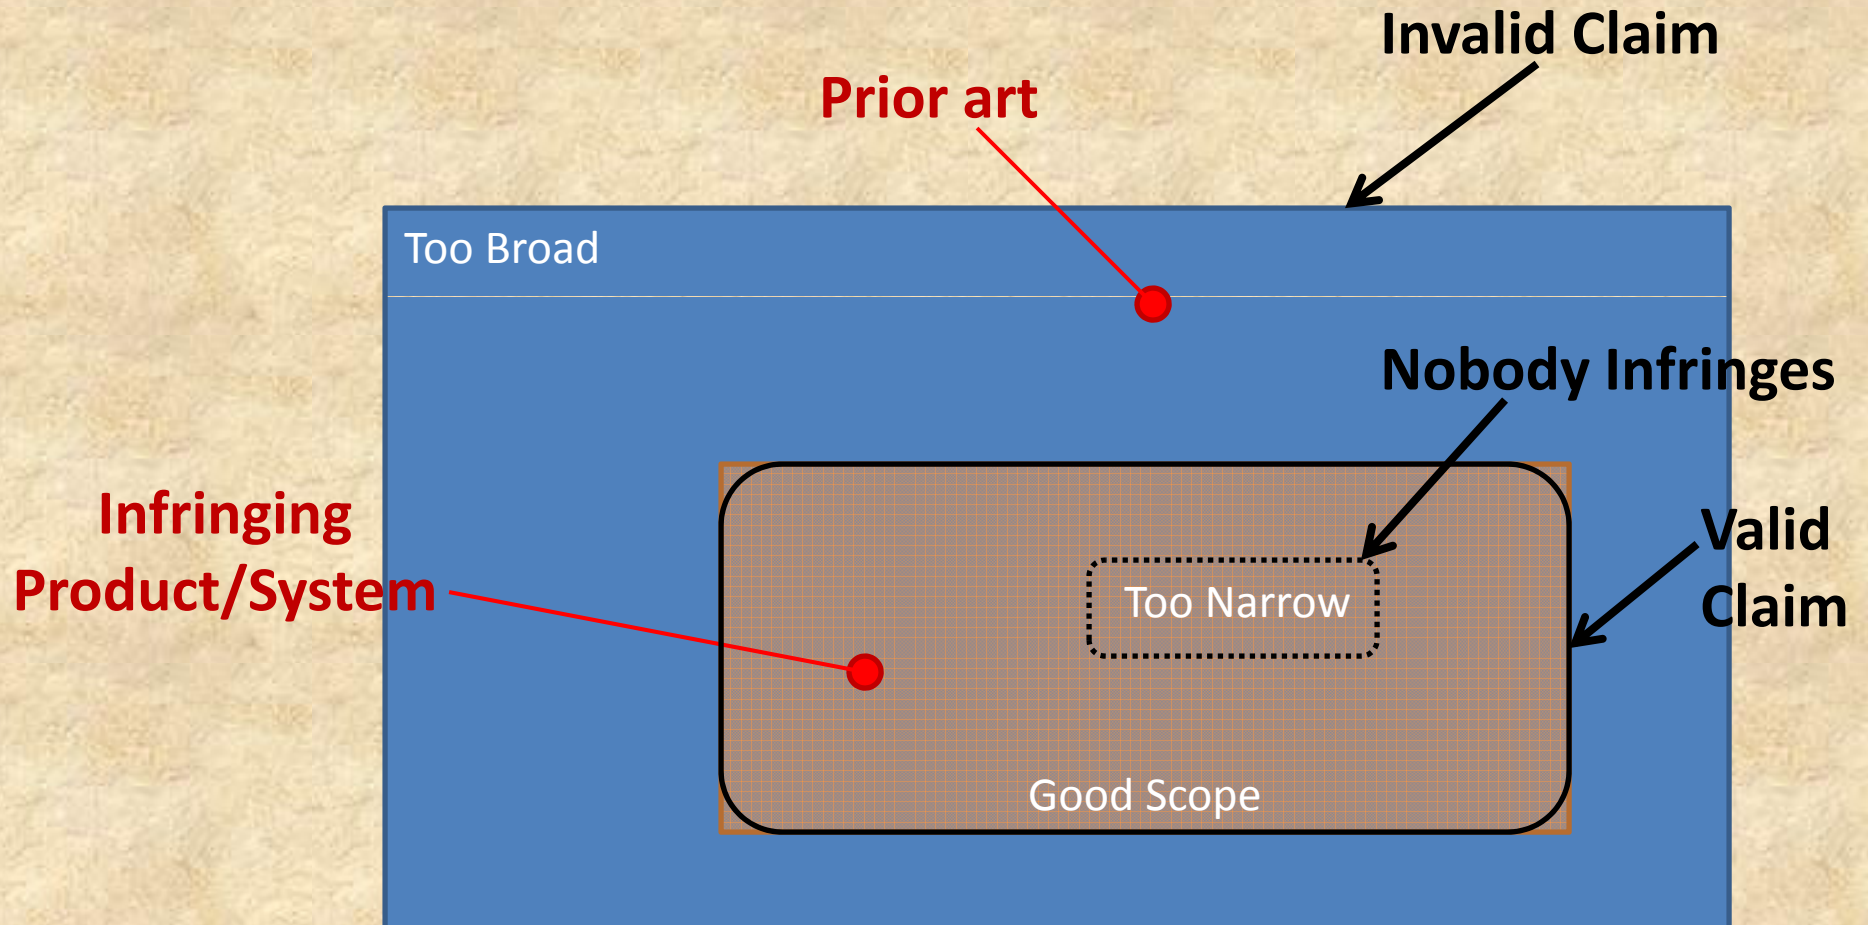 Invalid Claim
Prior art
Too Broad
Nobody Infringes
Infringing
Product/System
Valid
Claim
Too Narrow
Good Scope